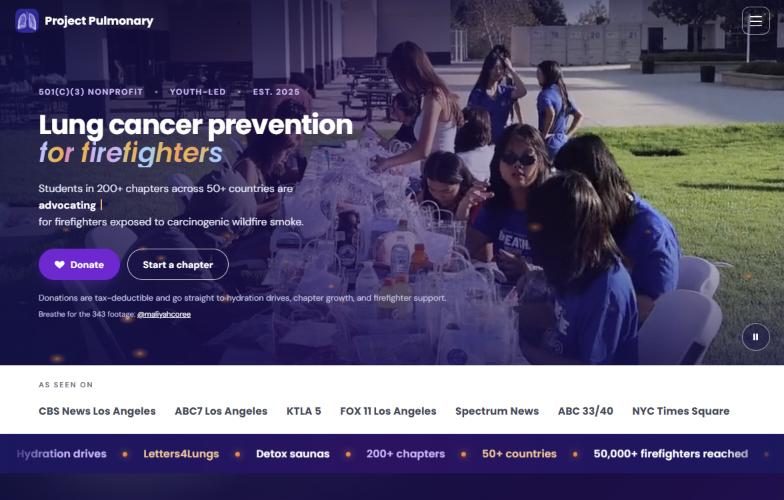 Project Pulmonary
501(C)(3) NONPROFIT • YOUTH-LED • EST. 2025
Lung cancer prevention
for firefighters
Students in 200+ chapters across 50+ countries are
advocating
for firefighters exposed to carcinogenic wildfire smoke.
Donate
Start a chapter
Donations are tax-deductible and go straight to hydration drives, chapter growth, and firefighter support.
Breathe for the 343 footage: @maliyahcoree
AS SEEN ON
CBS News Los Angeles ABC7 Los Angeles KTLA 5 FOX 11 Los Angeles Spectrum News ABC 33/40 NYC Times Square
Hydration drives • Letters4Lungs • Detox saunas • 200+ chapters • 50+ countries • 50,000+ firefighters reached